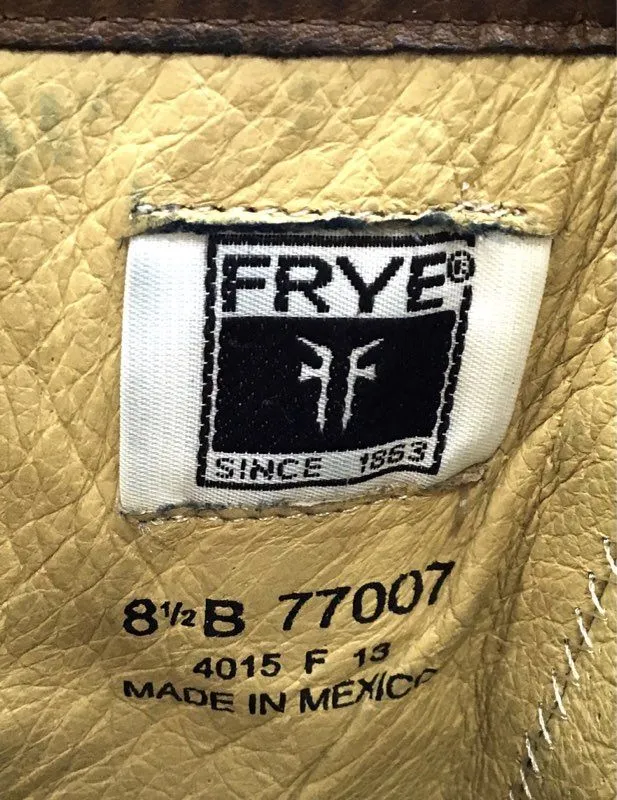 FRYE®
SINCE 1863
8½B 77007
4015 F 13
MADE IN MEXICO